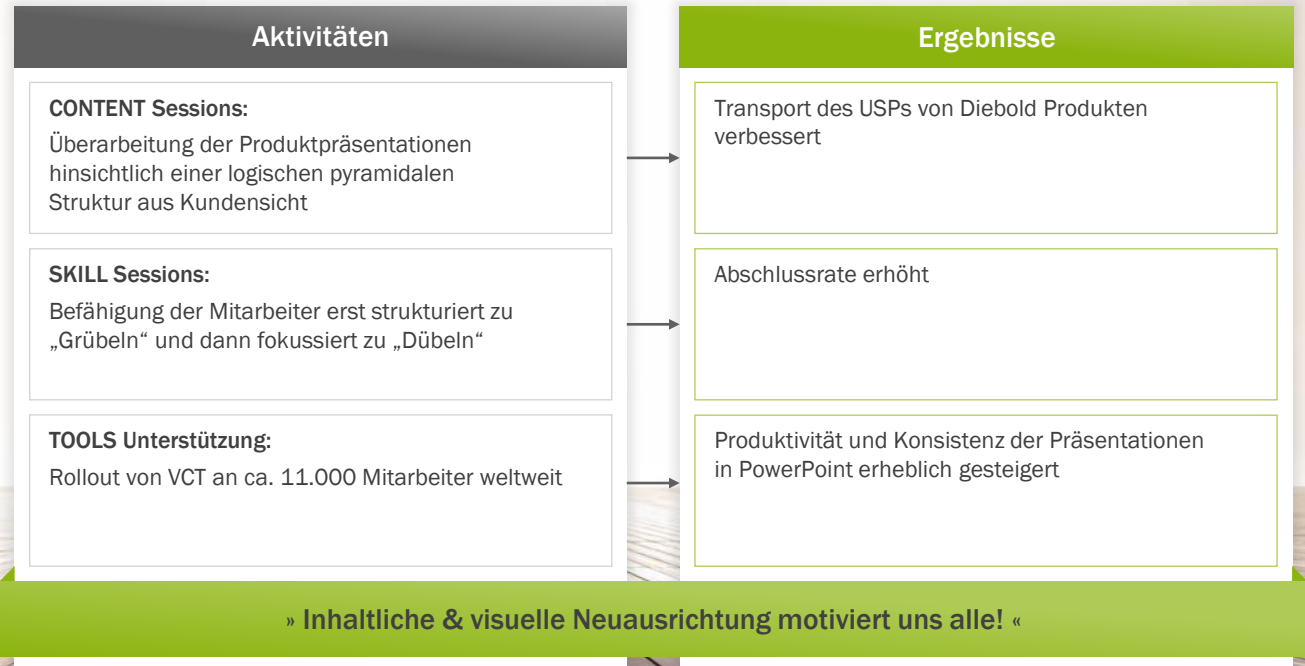 Aktivitäten
CONTENT Sessions:
Überarbeitung der Produktpräsentationen
hinsichtlich einer logischen pyramidalen
Struktur aus Kundensicht
SKILL Sessions:
Befähigung der Mitarbeiter erst strukturiert zu
„Grübeln“ und dann fokussiert zu „Dübeln“
TOOLS Unterstützung:
Rollout von VCT an ca. 11.000 Mitarbeiter weltweit
Ergebnisse
Transport des USPs von Diebold Produkten
verbessert
Abschlussrate erhöht
Produktivität und Konsistenz der Präsentationen
in PowerPoint erheblich gesteigert
» Inhaltliche & visuelle Neuausrichtung motiviert uns alle! «